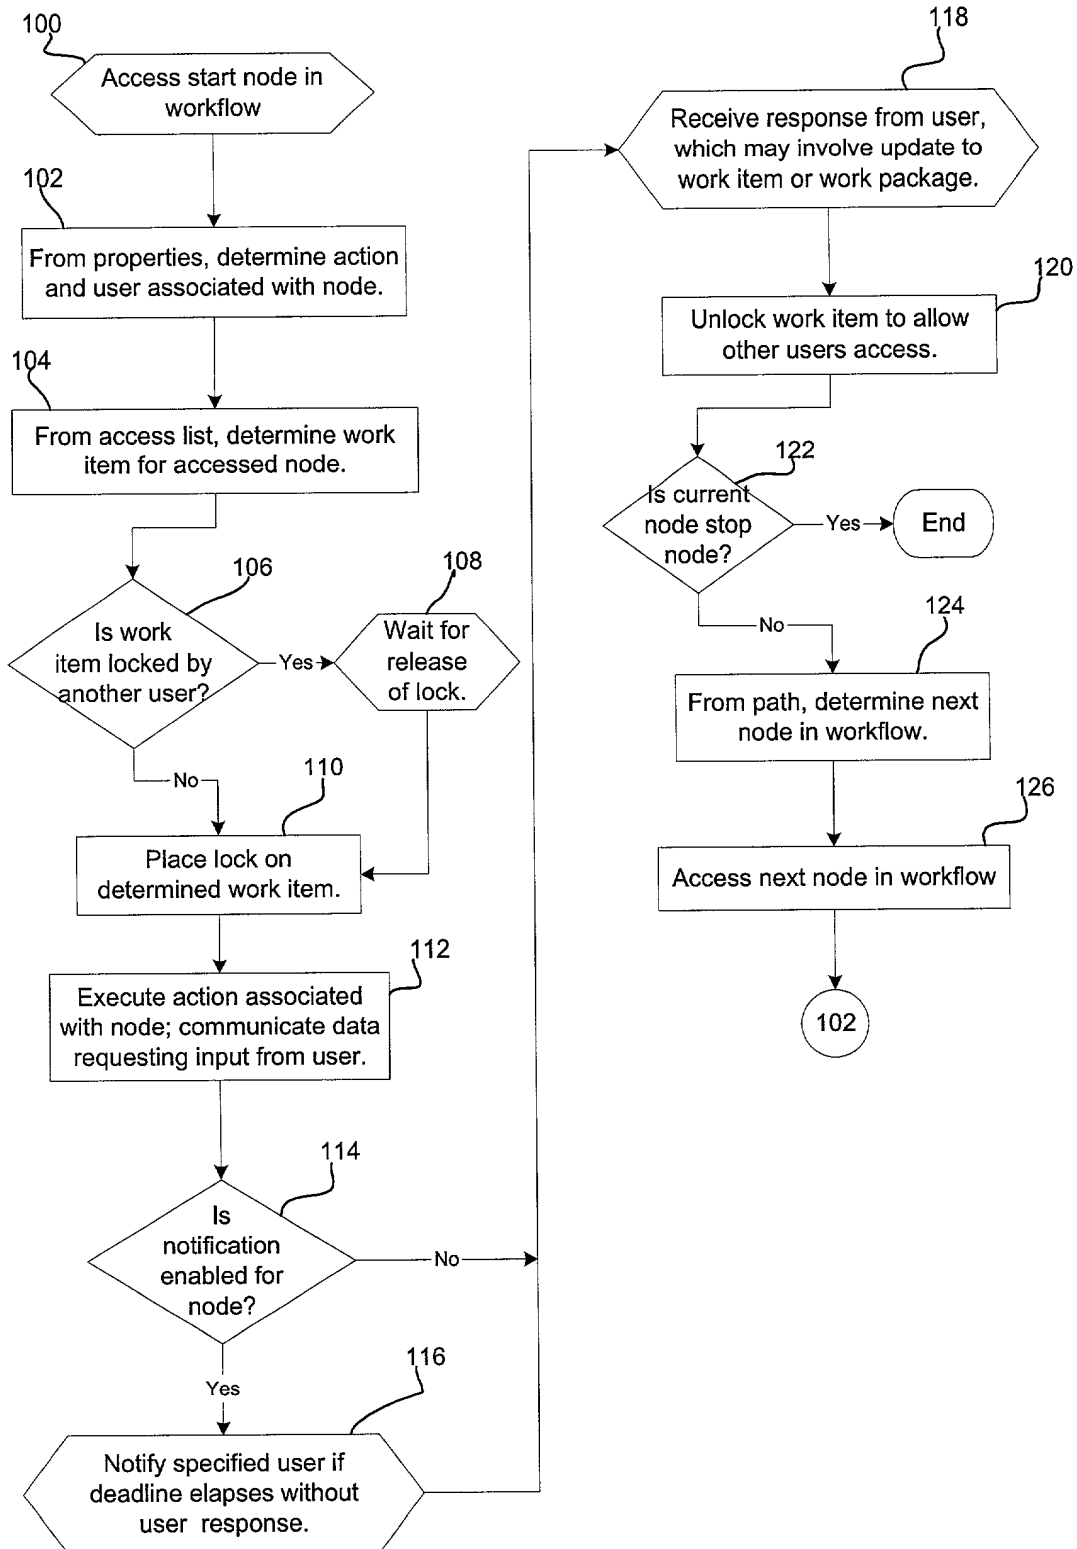 100
Access start node in
workflow
102
From properties, determine action
and user associated with node.
104
From access list, determine work
item for accessed node.
106
Is work
item locked by
another user?
Yes
108
Wait for
release
of lock.
No
110
Place lock on
determined work item.
112
Execute action associated
with node; communicate data
requesting input from user.
114
Is
notification
enabled for
node?
No
Yes
116
Notify specified user if
deadline elapses without
user response.
118
Receive response from user,
which may involve update to
work item or work package.
120
Unlock work item to allow
other users access.
122
Is current
node stop
node?
Yes
End
No
124
From path, determine next
node in workflow.
126
Access next node in workflow
102